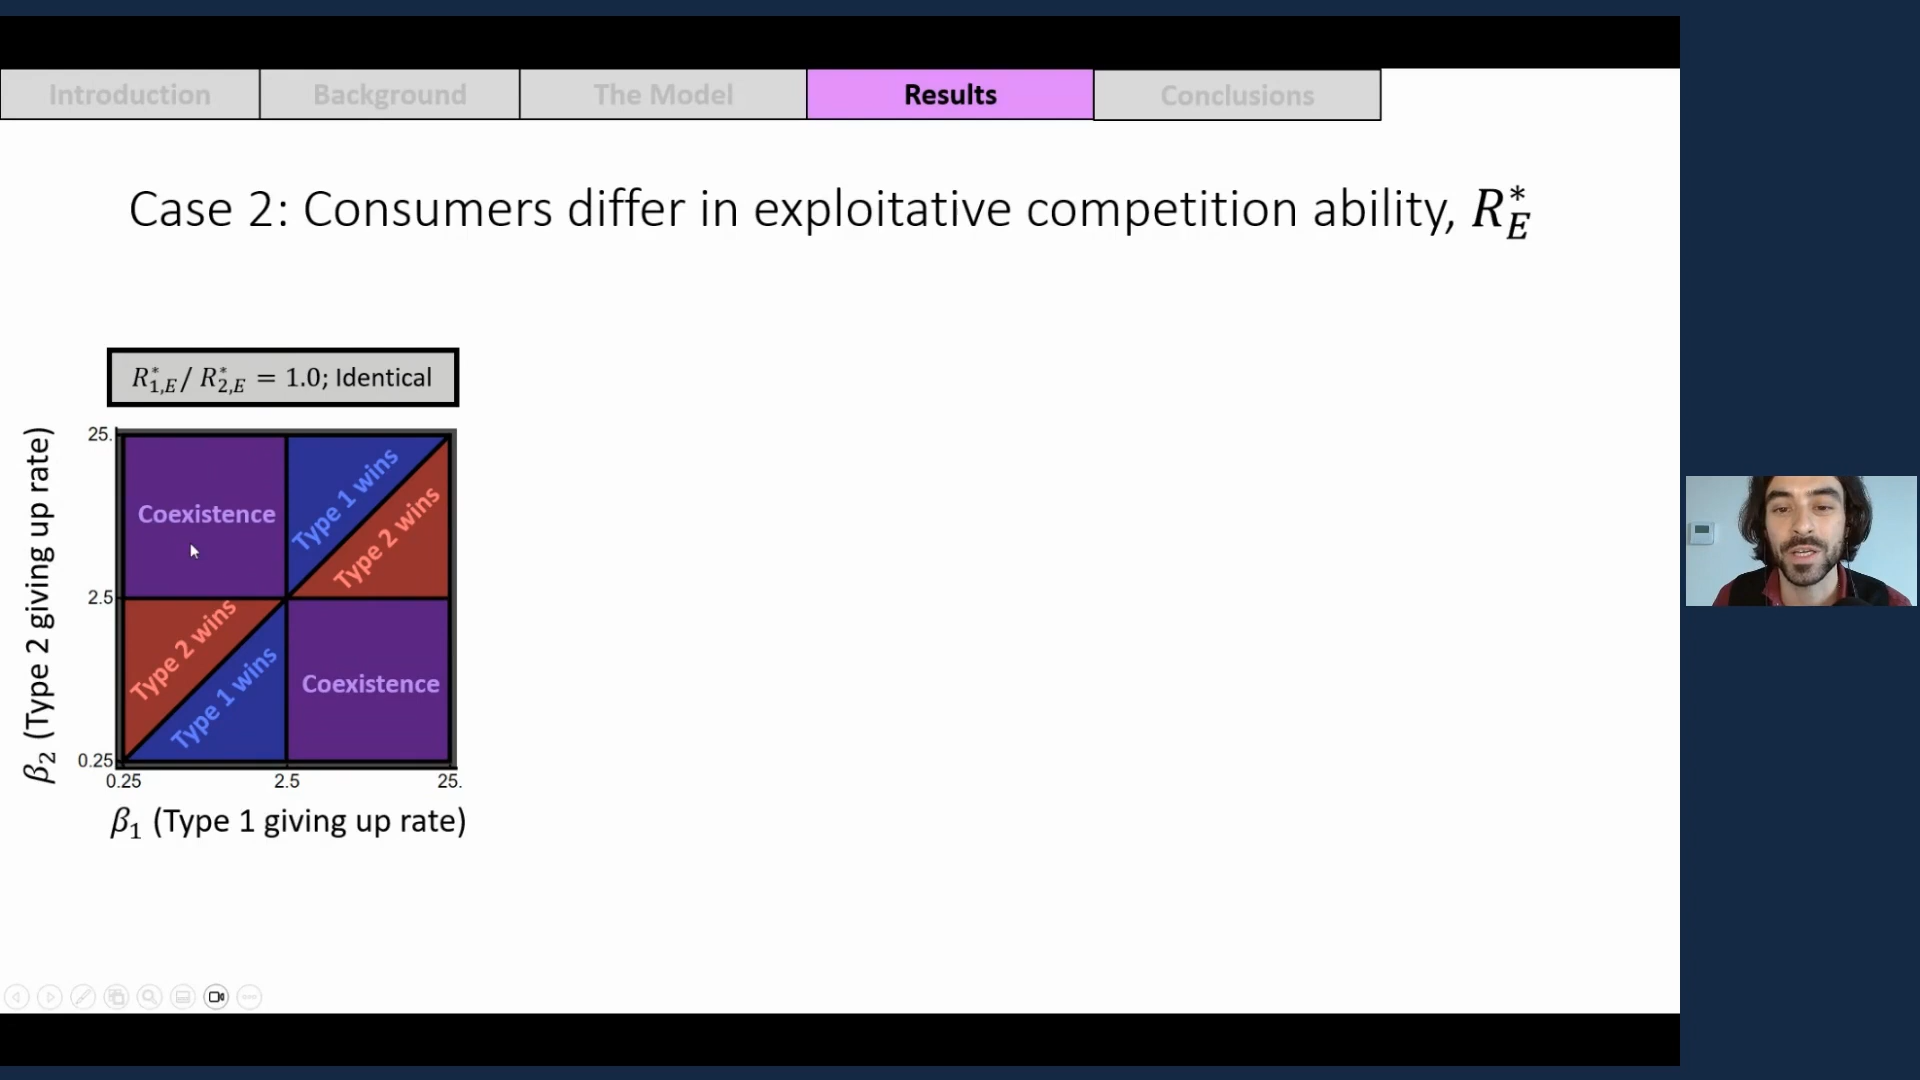 Introduction
Background
The Model
Results
Conclusions
Case 2: Consumers differ in exploitative competition ability, R*_E
R*_{1,E} / R*_{2,E} = 1.0; Identical
β₂ (Type 2 giving up rate)
25.
2.5
0.25
Coexistence
Type 1 wins
Type 2 wins
Type 2 wins
Type 1 wins
Coexistence
0.25
2.5
25.
β₁ (Type 1 giving up rate)